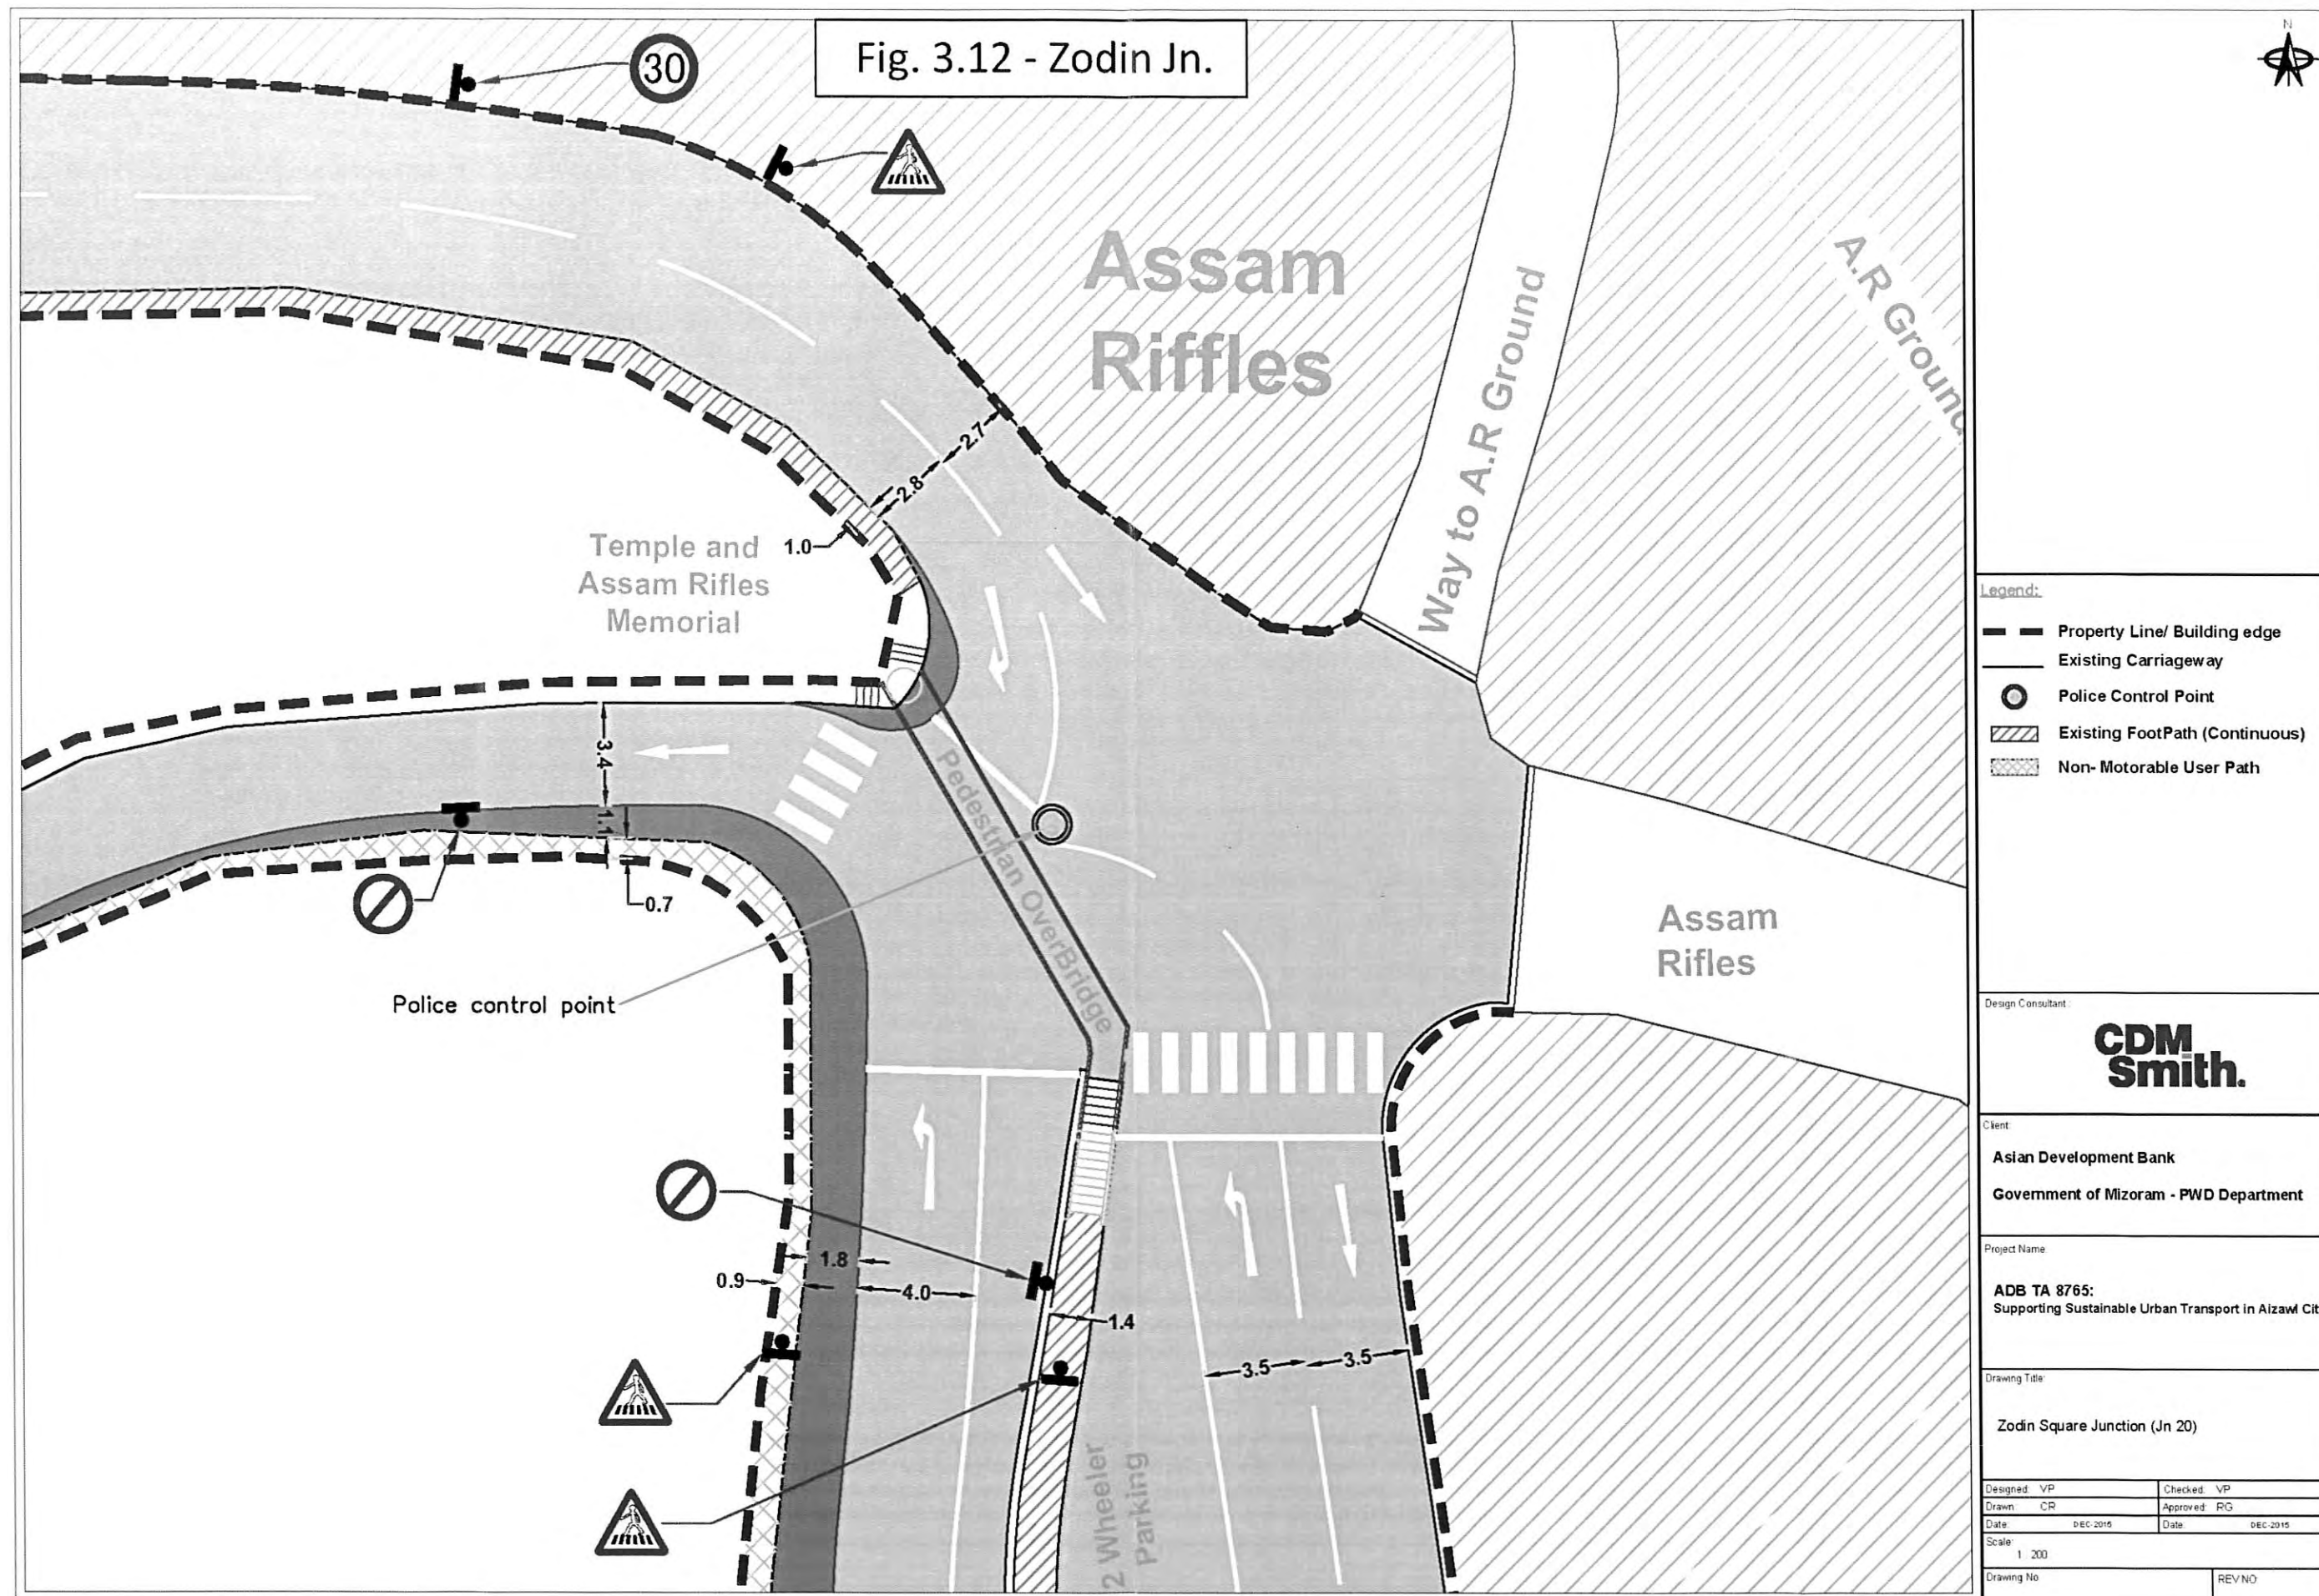 Fig. 3.12 - Zodin Jn.
N
30
Assam
Riffles
Way to A.R Ground
A.R Ground
2.7
2.8
1.0
Temple and
Assam Rifles
Memorial
3.4
1.1
0.7
Pedestrian OverBridge
Police control point
Assam
Rifles
1.8
0.9
4.0
1.4
3.5
3.5
2 Wheeler
Parking
Legend:
Property Line/ Building edge
Existing Carriageway
Police Control Point
Existing FootPath (Continuous)
Non- Motorable User Path
Design Consultant:
CDM
Smith.
Client:
Asian Development Bank
Government of Mizoram - PWD Department
Project Name
ADB TA 8765:
Supporting Sustainable Urban Transport in Aizawl Cit
Drawing Title:
Zodin Square Junction (Jn 20)
Designed: VP Checked: VP
Drawn: CR Approved: RG
Date: DEC-2015 Date: DEC-2015
Scale:
1 200
Drawing No REV NO